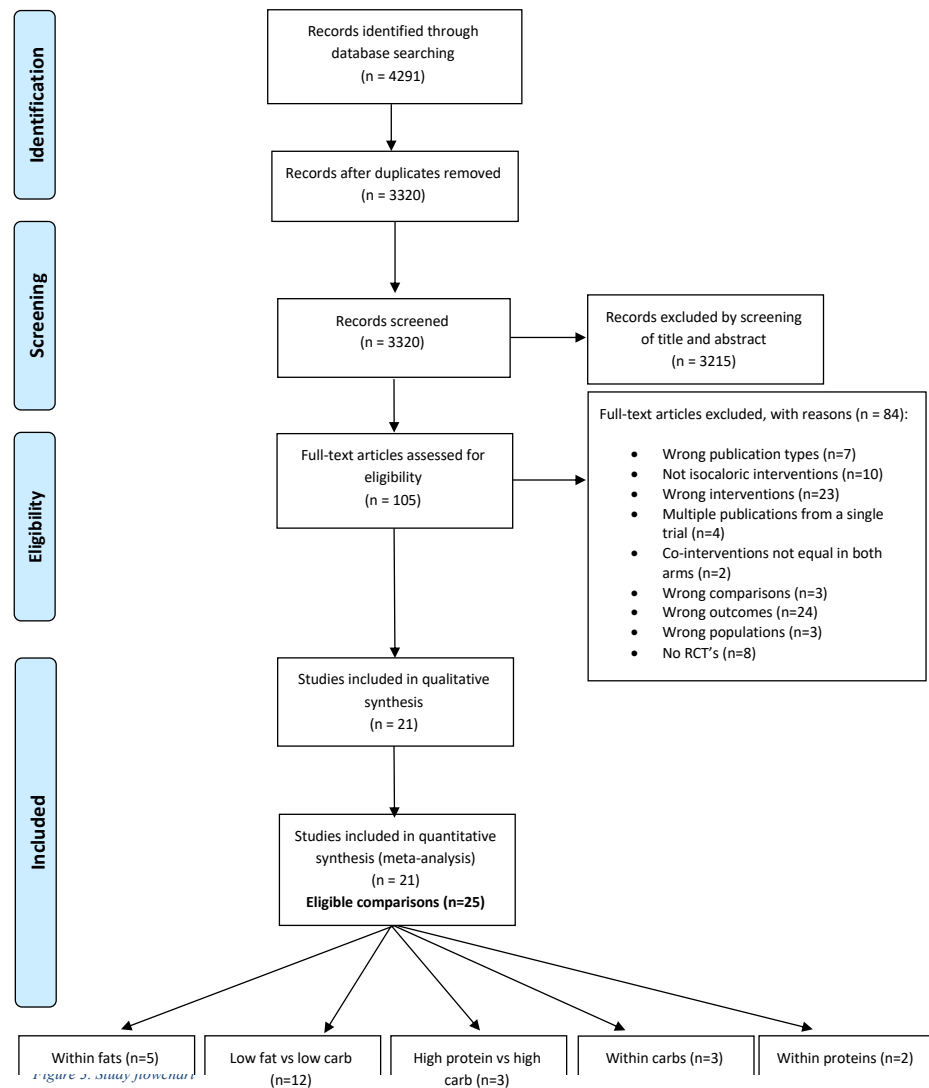 Identification
Records identified through
database searching
(n = 4291)
Records after duplicates removed
(n = 3320)
Screening
Records screened
(n = 3320)
Records excluded by screening
of title and abstract
(n = 3215)
Eligibility
Full-text articles assessed for
eligibility
(n = 105)
Full-text articles excluded, with reasons (n = 84):
• Wrong publication types (n=7)
• Not isocaloric interventions (n=10)
• Wrong interventions (n=23)
• Multiple publications from a single
trial (n=4)
• Co-interventions not equal in both
arms (n=2)
• Wrong comparisons (n=3)
• Wrong outcomes (n=24)
• Wrong populations (n=3)
• No RCT's (n=8)
Included
Studies included in qualitative
synthesis
(n = 21)
Studies included in quantitative
synthesis (meta-analysis)
(n = 21)
Eligible comparisons (n=25)
Within fats (n=5)
Low fat vs low carb
(n=12)
High protein vs high
carb (n=3)
Within carbs (n=3)
Within proteins (n=2)
Figure 3. Study flowchart